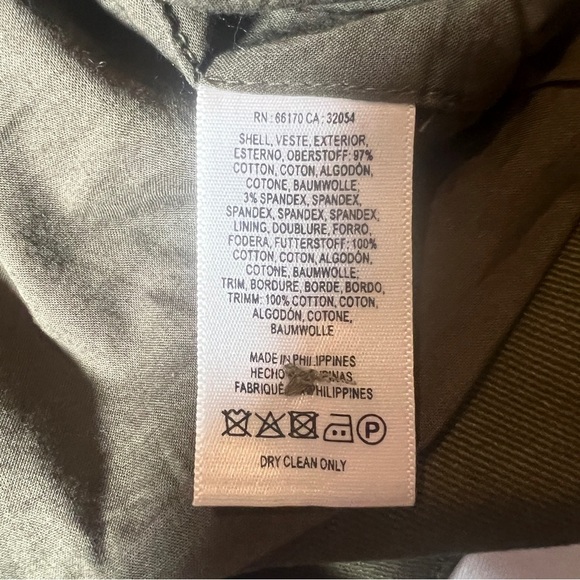 RN : 66170 CA : 32054
SHELL, VESTE, EXTERIOR,
ESTERNO, OBERSTOFF: 97%
COTTON, COTON, ALGODÓN,
COTONE, BAUMWOLLE;
3% SPANDEX, SPANDEX,
SPANDEX, SPANDEX, SPANDEX,
LINING, DOUBLURE, FORRO,
FODERA, FUTTERSTOFF: 100%
COTTON, COTON, ALGODÓN,
COTONE, BAUMWOLLE;
TRIM, BORDURE, BORDE, BORDO,
TRIMM: 100% COTTON, COTON,
ALGODÓN, COTONE,
BAUMWOLLE
MADE IN PHILIPPINES
HECHO
FABRIQUÉ PHILIPPINES
P
DRY CLEAN ONLY